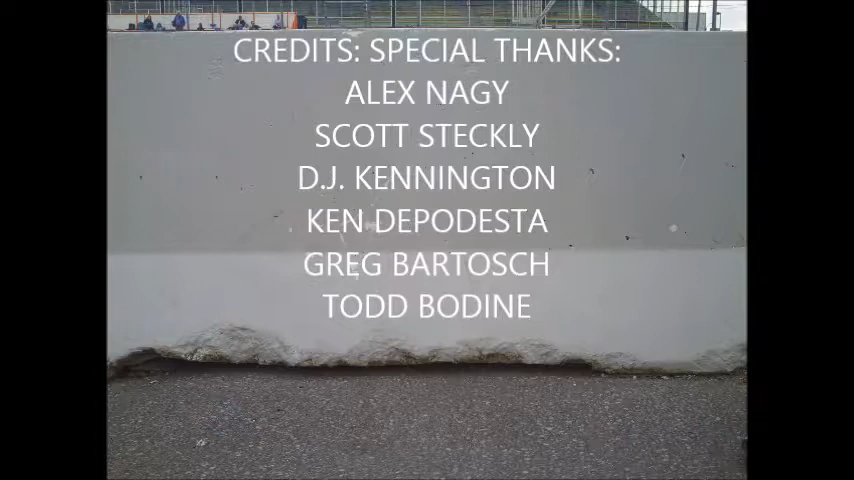 CREDITS: SPECIAL THANKS:
ALEX NAGY
SCOTT STECKLY
D.J. KENNINGTON
KEN DEPODESTA
GREG BARTOSCH
TODD BODINE